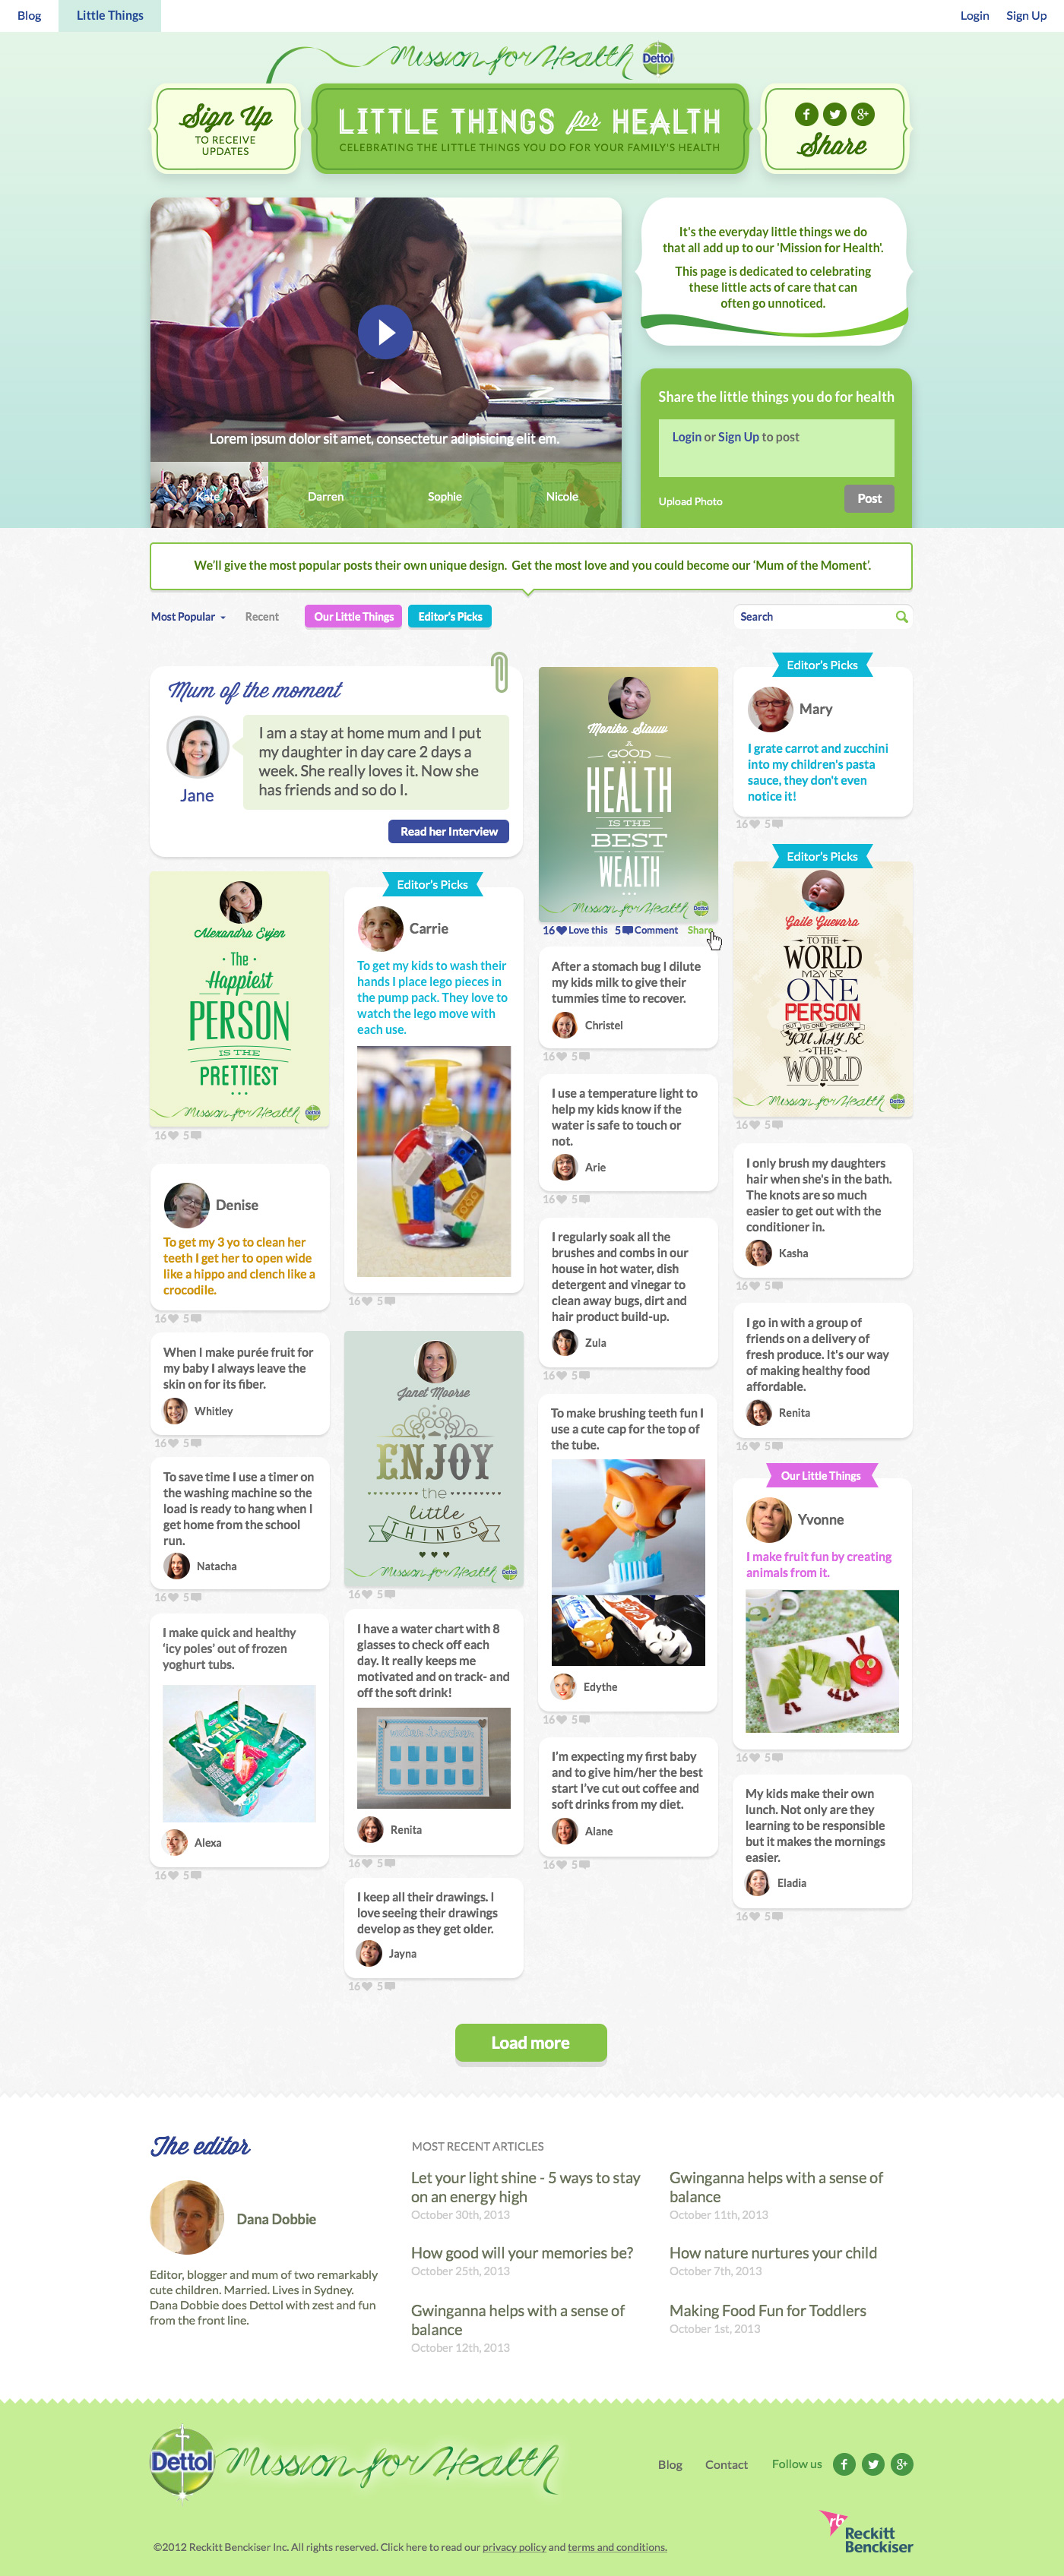 Blog
Little Things
Login
Sign Up
Mission for Health
Dettol
Sign Up
TO RECEIVE
UPDATES
LITTLE THINGS for HEALTH
CELEBRATING THE LITTLE THINGS YOU DO FOR YOUR FAMILY'S HEALTH
Share
It's the everyday little things we do
that all add up to our 'Mission for Health'.
This page is dedicated to celebrating
these little acts of care that can
often go unnoticed.
Lorem ipsum dolor sit amet, consectetur adipisicing elit em.
Kate
Darren
Sophie
Nicole
Share the little things you do for health
Login or Sign Up to post
Upload Photo
Post
We'll give the most popular posts their own unique design. Get the most love and you could become our 'Mum of the Moment'.
Most Popular
Recent
Our Little Things
Editor's Picks
Search
Mum of the moment
I am a stay at home mum and I put
my daughter in day care 2 days a
week. She really loves it. Now she
has friends and so do I.
Jane
Read her Interview
Alexandra Evjen
The
Happiest
PERSON
IS THE
PRETTIEST
Mission for Health
Dettol
16 5
Denise
To get my 3 yo to clean her
teeth I get her to open wide
like a hippo and clench like a
crocodile.
16 5
When I make purée fruit for
my baby I always leave the
skin on for its fiber.
Whitley
16 5
To save time I use a timer on
the washing machine so the
load is ready to hang when I
get home from the school
run.
Natacha
16 5
I make quick and healthy
'icy poles' out of frozen
yoghurt tubs.
ACTIVIA
Alexa
16 5
Editor's Picks
Carrie
To get my kids to wash their
hands I place lego pieces in
the pump pack. They love to
watch the lego move with
each use.
16 5
Janet Moorse
ENJOY
the
little
THINGS
Mission for Health
Dettol
16 5
I have a water chart with 8
glasses to check off each
day. It really keeps me
motivated and on track- and
off the soft drink!
water tracker
Renita
16 5
I keep all their drawings. I
love seeing their drawings
develop as they get older.
Jayna
16 5
Monika Siauw
A
GOOD
HEALTH
IS THE
BEST
WEALTH
Mission for Health
Dettol
16 Love this 5 Comment Share
After a stomach bug I dilute
my kids milk to give their
tummies time to recover.
Christel
16 5
I use a temperature light to
help my kids know if the
water is safe to touch or
not.
Arie
16 5
I regularly soak all the
brushes and combs in our
house in hot water, dish
detergent and vinegar to
clean away bugs, dirt and
hair product build-up.
Zula
16 5
To make brushing teeth fun I
use a cute cap for the top of
the tube.
Edythe
16 5
I'm expecting my first baby
and to give him/her the best
start I've cut out coffee and
soft drinks from my diet.
Alane
16 5
Editor's Picks
Mary
I grate carrot and zucchini
into my children's pasta
sauce, they don't even
notice it!
16 5
Editor's Picks
Gaile Guevara
TO THE
WORLD
MAY BE
ONE
PERSON
BUT TO ONE PERSON
YOU MAY BE
THE
WORLD
Mission for Health
Dettol
16 5
I only brush my daughters
hair when she's in the bath.
The knots are so much
easier to get out with the
conditioner in.
Kasha
16 5
I go in with a group of
friends on a delivery of
fresh produce. It's our way
of making healthy food
affordable.
Renita
16 5
Our Little Things
Yvonne
I make fruit fun by creating
animals from it.
16 5
My kids make their own
lunch. Not only are they
learning to be responsible
but it makes the mornings
easier.
Eladia
16 5
Load more
The editor
Dana Dobbie
Editor, blogger and mum of two remarkably
cute children. Married. Lives in Sydney.
Dana Dobbie does Dettol with zest and fun
from the front line.
MOST RECENT ARTICLES
Let your light shine - 5 ways to stay
on an energy high
October 30th, 2013
How good will your memories be?
October 25th, 2013
Gwinganna helps with a sense of
balance
October 12th, 2013
Gwinganna helps with a sense of
balance
October 11th, 2013
How nature nurtures your child
October 7th, 2013
Making Food Fun for Toddlers
October 1st, 2013
Dettol
Mission for Health
Blog
Contact
Follow us
rb
Reckitt
Benckiser
©2012 Reckitt Benckiser Inc. All rights reserved. Click here to read our privacy policy and terms and conditions.